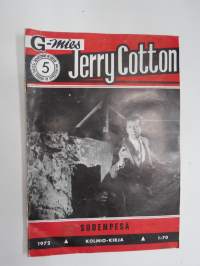 G-mies
Jerry Cotton
5
SUDENPESÄ
1972 ▲ KOLMIO-KIRJA ▲ 1:70